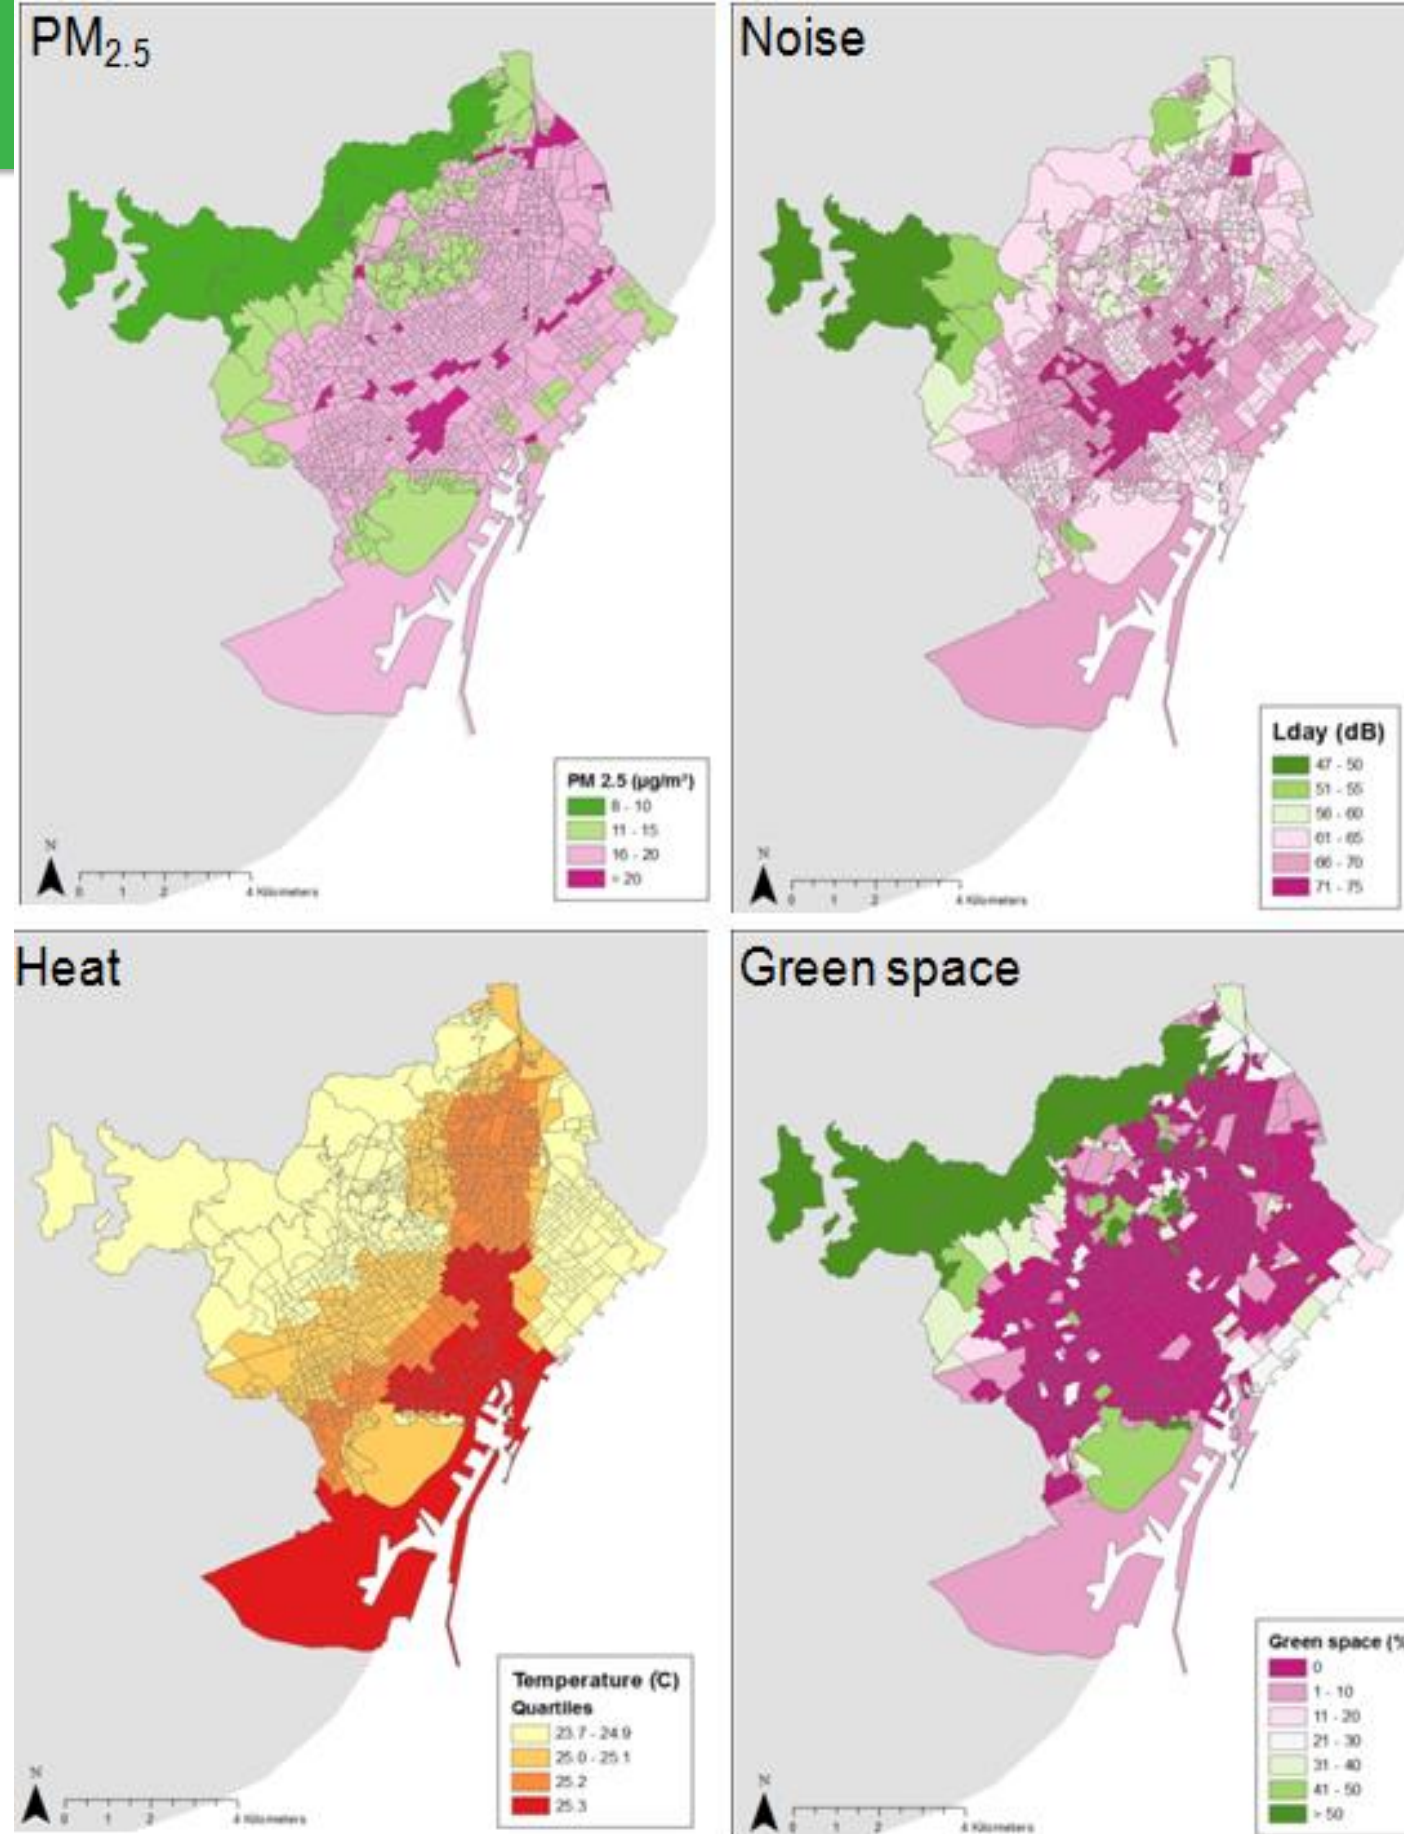 PM2.5
N
0 1 2 4 Kilometers
PM 2.5 (µg/m³)
8 - 10
11 - 15
16 - 20
> 20
Noise
N
0 1 2 4 Kilometers
Lday (dB)
47 - 50
51 - 55
56 - 60
61 - 65
66 - 70
71 - 75
Heat
N
0 1 2 4 Kilometers
Temperature (C)
Quartiles
23.7 - 24.9
25.0 - 25.1
25.2
25.3
Green space
N
0 1 2 4 Kilometers
Green space (%
0
1 - 10
11 - 20
21 - 30
31 - 40
41 - 50
> 50